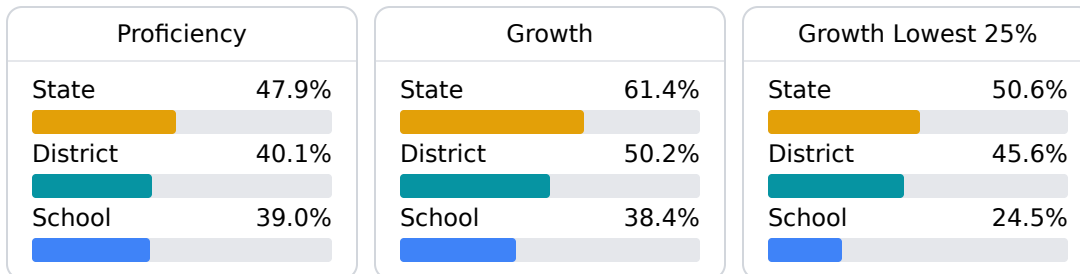 Proficiency
State 47.9%
District 40.1%
School 39.0%
Growth
State 61.4%
District 50.2%
School 38.4%
Growth Lowest 25%
State 50.6%
District 45.6%
School 24.5%